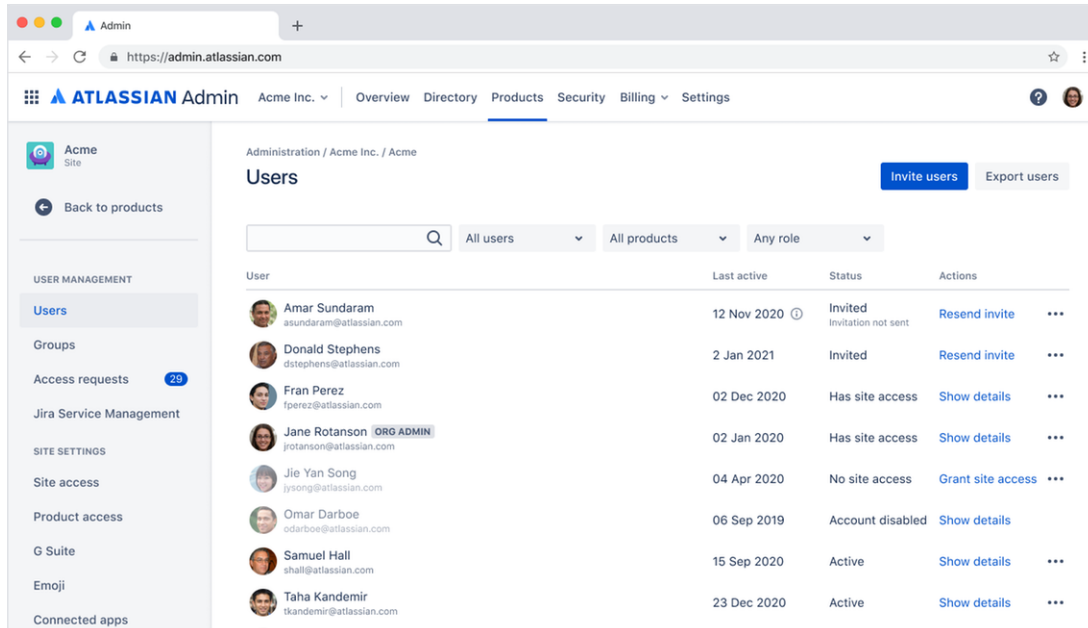 Admin
https://admin.atlassian.com
ATLASSIAN Admin Acme Inc. Overview Directory Products Security Billing Settings
Acme
Site
Back to products
USER MANAGEMENT
Users
Groups
Access requests 29
Jira Service Management
SITE SETTINGS
Site access
Product access
G Suite
Emoji
Connected apps
Administration / Acme Inc. / Acme
Users
Invite users Export users
All users All products Any role
User Last active Status Actions
Amar Sundaram 12 Nov 2020 Invited Resend invite
asundaram@atlassian.com Invitation not sent
Donald Stephens 2 Jan 2021 Invited Resend invite
dstephens@atlassian.com
Fran Perez 02 Dec 2020 Has site access Show details
fperez@atlassian.com
Jane Rotanson ORG ADMIN 02 Jan 2020 Has site access Show details
jrotanson@atlassian.com
Jie Yan Song 04 Apr 2020 No site access Grant site access
jysong@atlassian.com
Omar Darboe 06 Sep 2019 Account disabled Show details
odarboe@atlassian.com
Samuel Hall 15 Sep 2020 Active Show details
shall@atlassian.com
Taha Kandemir 23 Dec 2020 Active Show details
tkandemir@atlassian.com